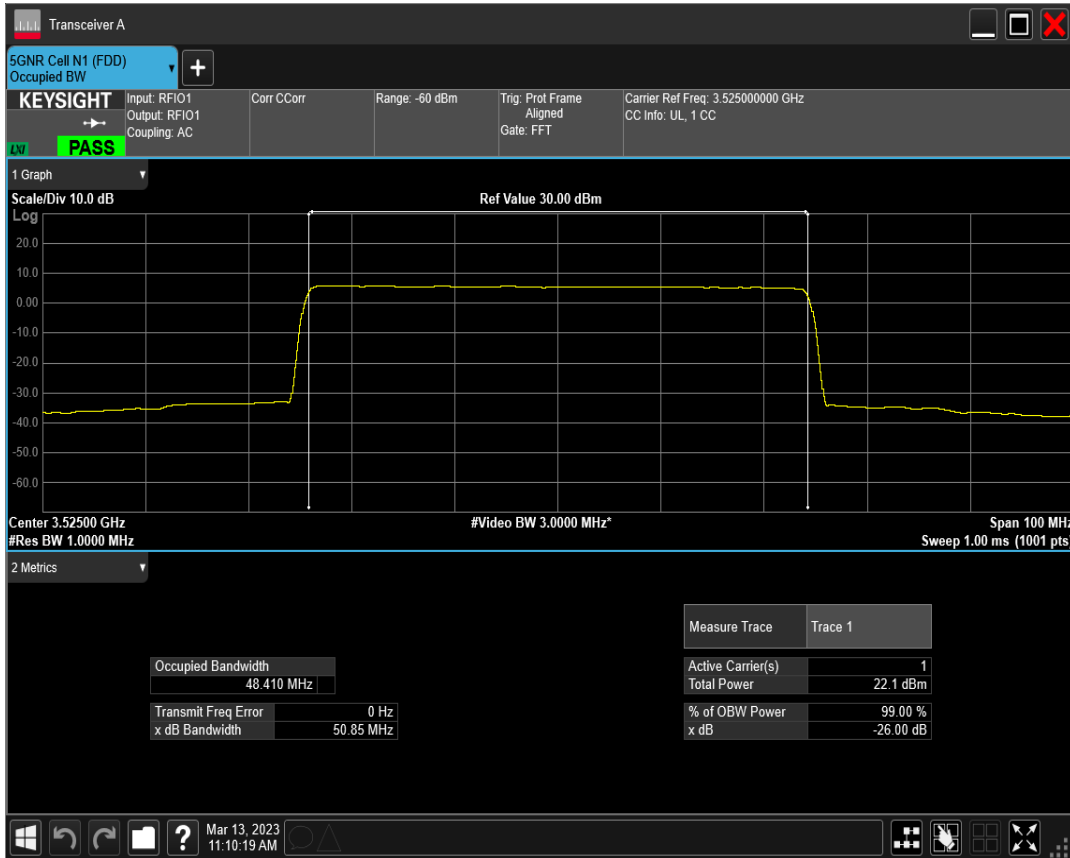 Transceiver A
5GNR Cell N1 (FDD)
Occupied BW
+
KEYSIGHT
LXI
PASS
Input: RFIO1
Output: RFIO1
Coupling: AC
Corr CCorr
Range: -60 dBm
Trig: Prot Frame
Aligned
Gate: FFT
Carrier Ref Freq: 3.525000000 GHz
CC Info: UL, 1 CC
1 Graph
Scale/Div 10.0 dB
Ref Value 30.00 dBm
Log
20.0
10.0
0.00
-10.0
-20.0
-30.0
-40.0
-50.0
-60.0
Center 3.52500 GHz
#Video BW 3.0000 MHz*
Span 100 MHz
#Res BW 1.0000 MHz
Sweep 1.00 ms (1001 pts)
2 Metrics
Measure Trace Trace 1
Occupied Bandwidth
48.410 MHz
Transmit Freq Error 0 Hz
x dB Bandwidth 50.85 MHz
Active Carrier(s) 1
Total Power 22.1 dBm
% of OBW Power 99.00 %
x dB -26.00 dB
?
Mar 13, 2023
11:10:19 AM